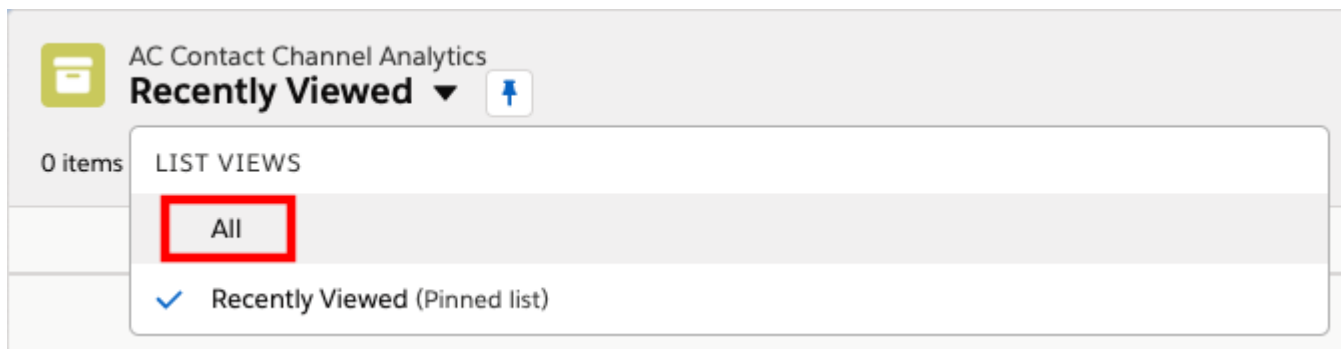 AC Contact Channel Analytics
Recently Viewed
0 items
LIST VIEWS
All
Recently Viewed (Pinned list)